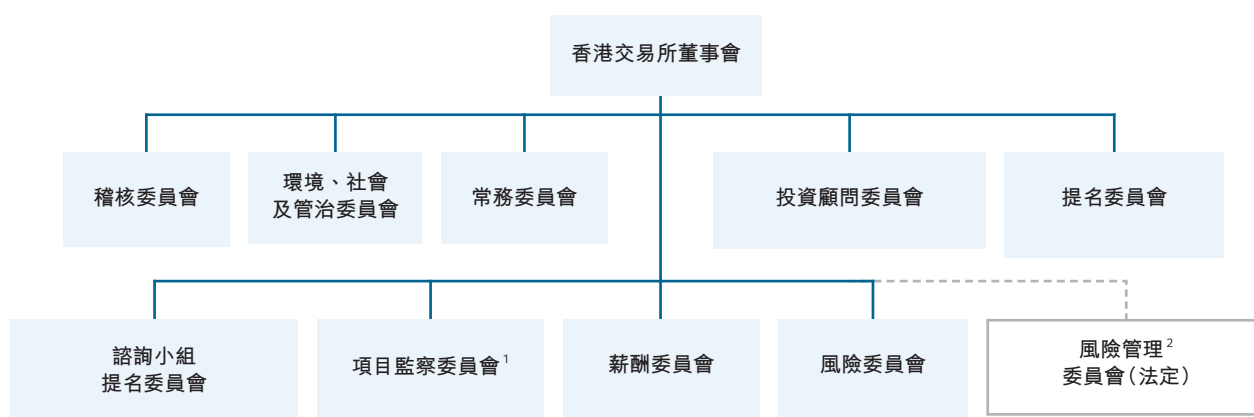 香港交易所董事會
稽核委員會
環境、社會
及管治委員會
常務委員會
投資顧問委員會
提名委員會
諮詢小組
提名委員會
項目監察委員會1
薪酬委員會
風險委員會
風險管理2
委員會(法定)